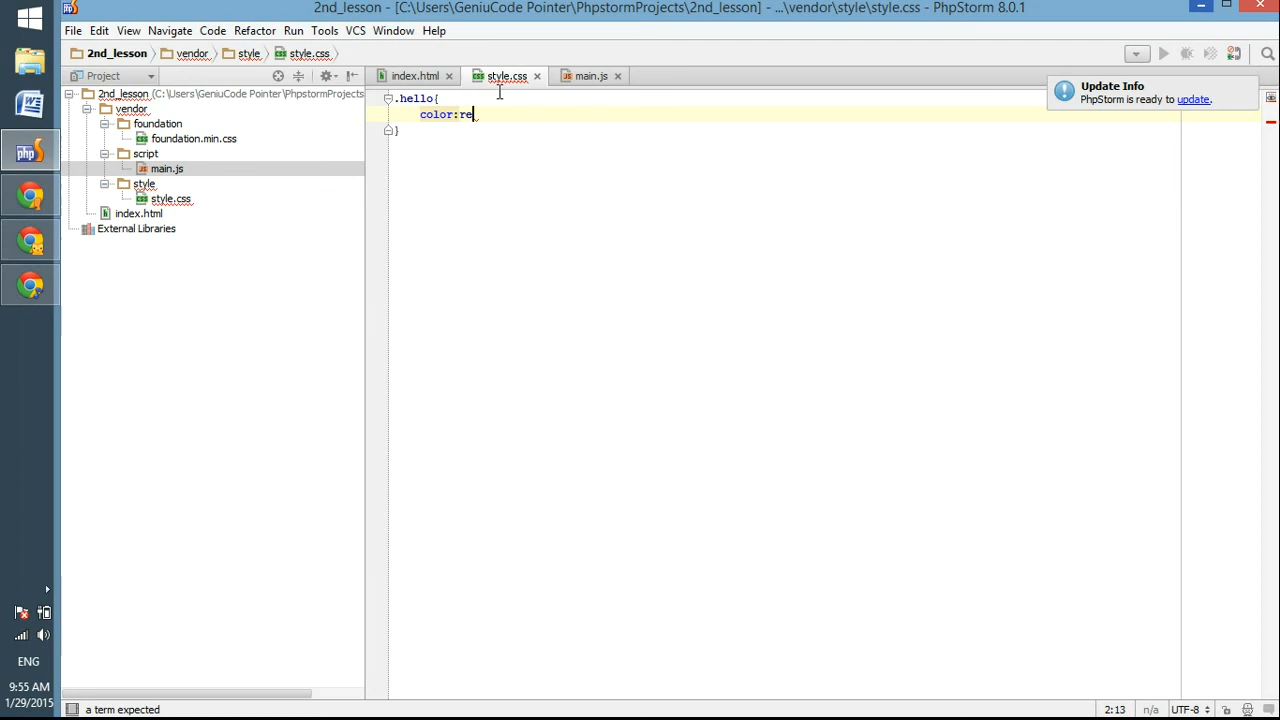 2nd_lesson - [C:\Users\GeniuCode Pointer\PhpstormProjects\2nd_lesson] - ...\vendor\style\style.css - PhpStorm 8.0.1
File Edit View Navigate Code Refactor Run Tools VCS Window Help
2nd_lesson vendor style style.css
Project
index.html style.css main.js
Update Info
PhpStorm is ready to update.
2nd_lesson (C:\Users\GeniuCode Pointer\PhpstormProjects
vendor
foundation
foundation.min.css
script
main.js
style
style.css
index.html
External Libraries
.hello{
color:re
}
ENG
9:55 AM
1/29/2015
a term expected
2:13 n/a UTF-8